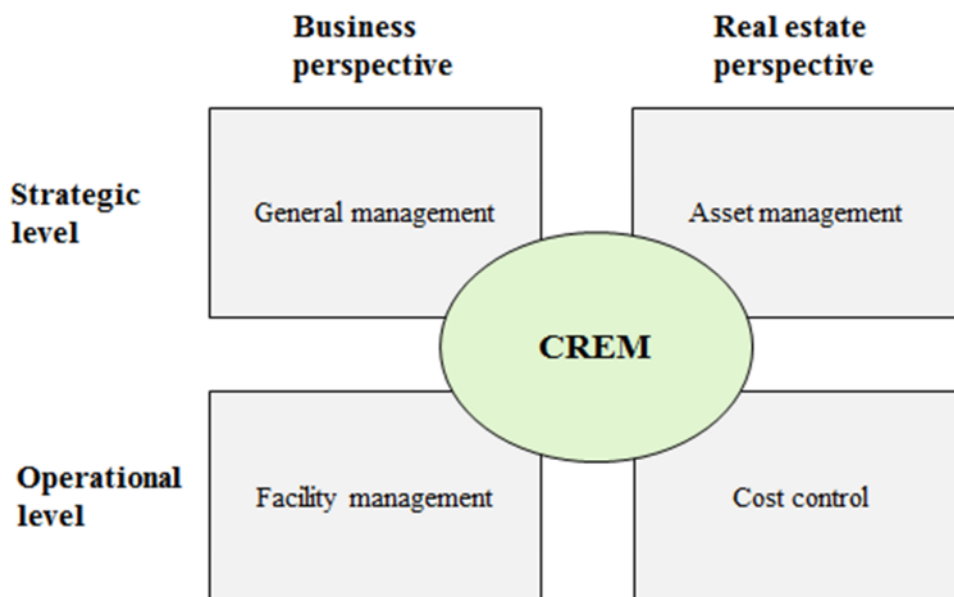 Business
perspective
Real estate
perspective
Strategic
level
General management
Asset management
CREM
Operational
level
Facility management
Cost control